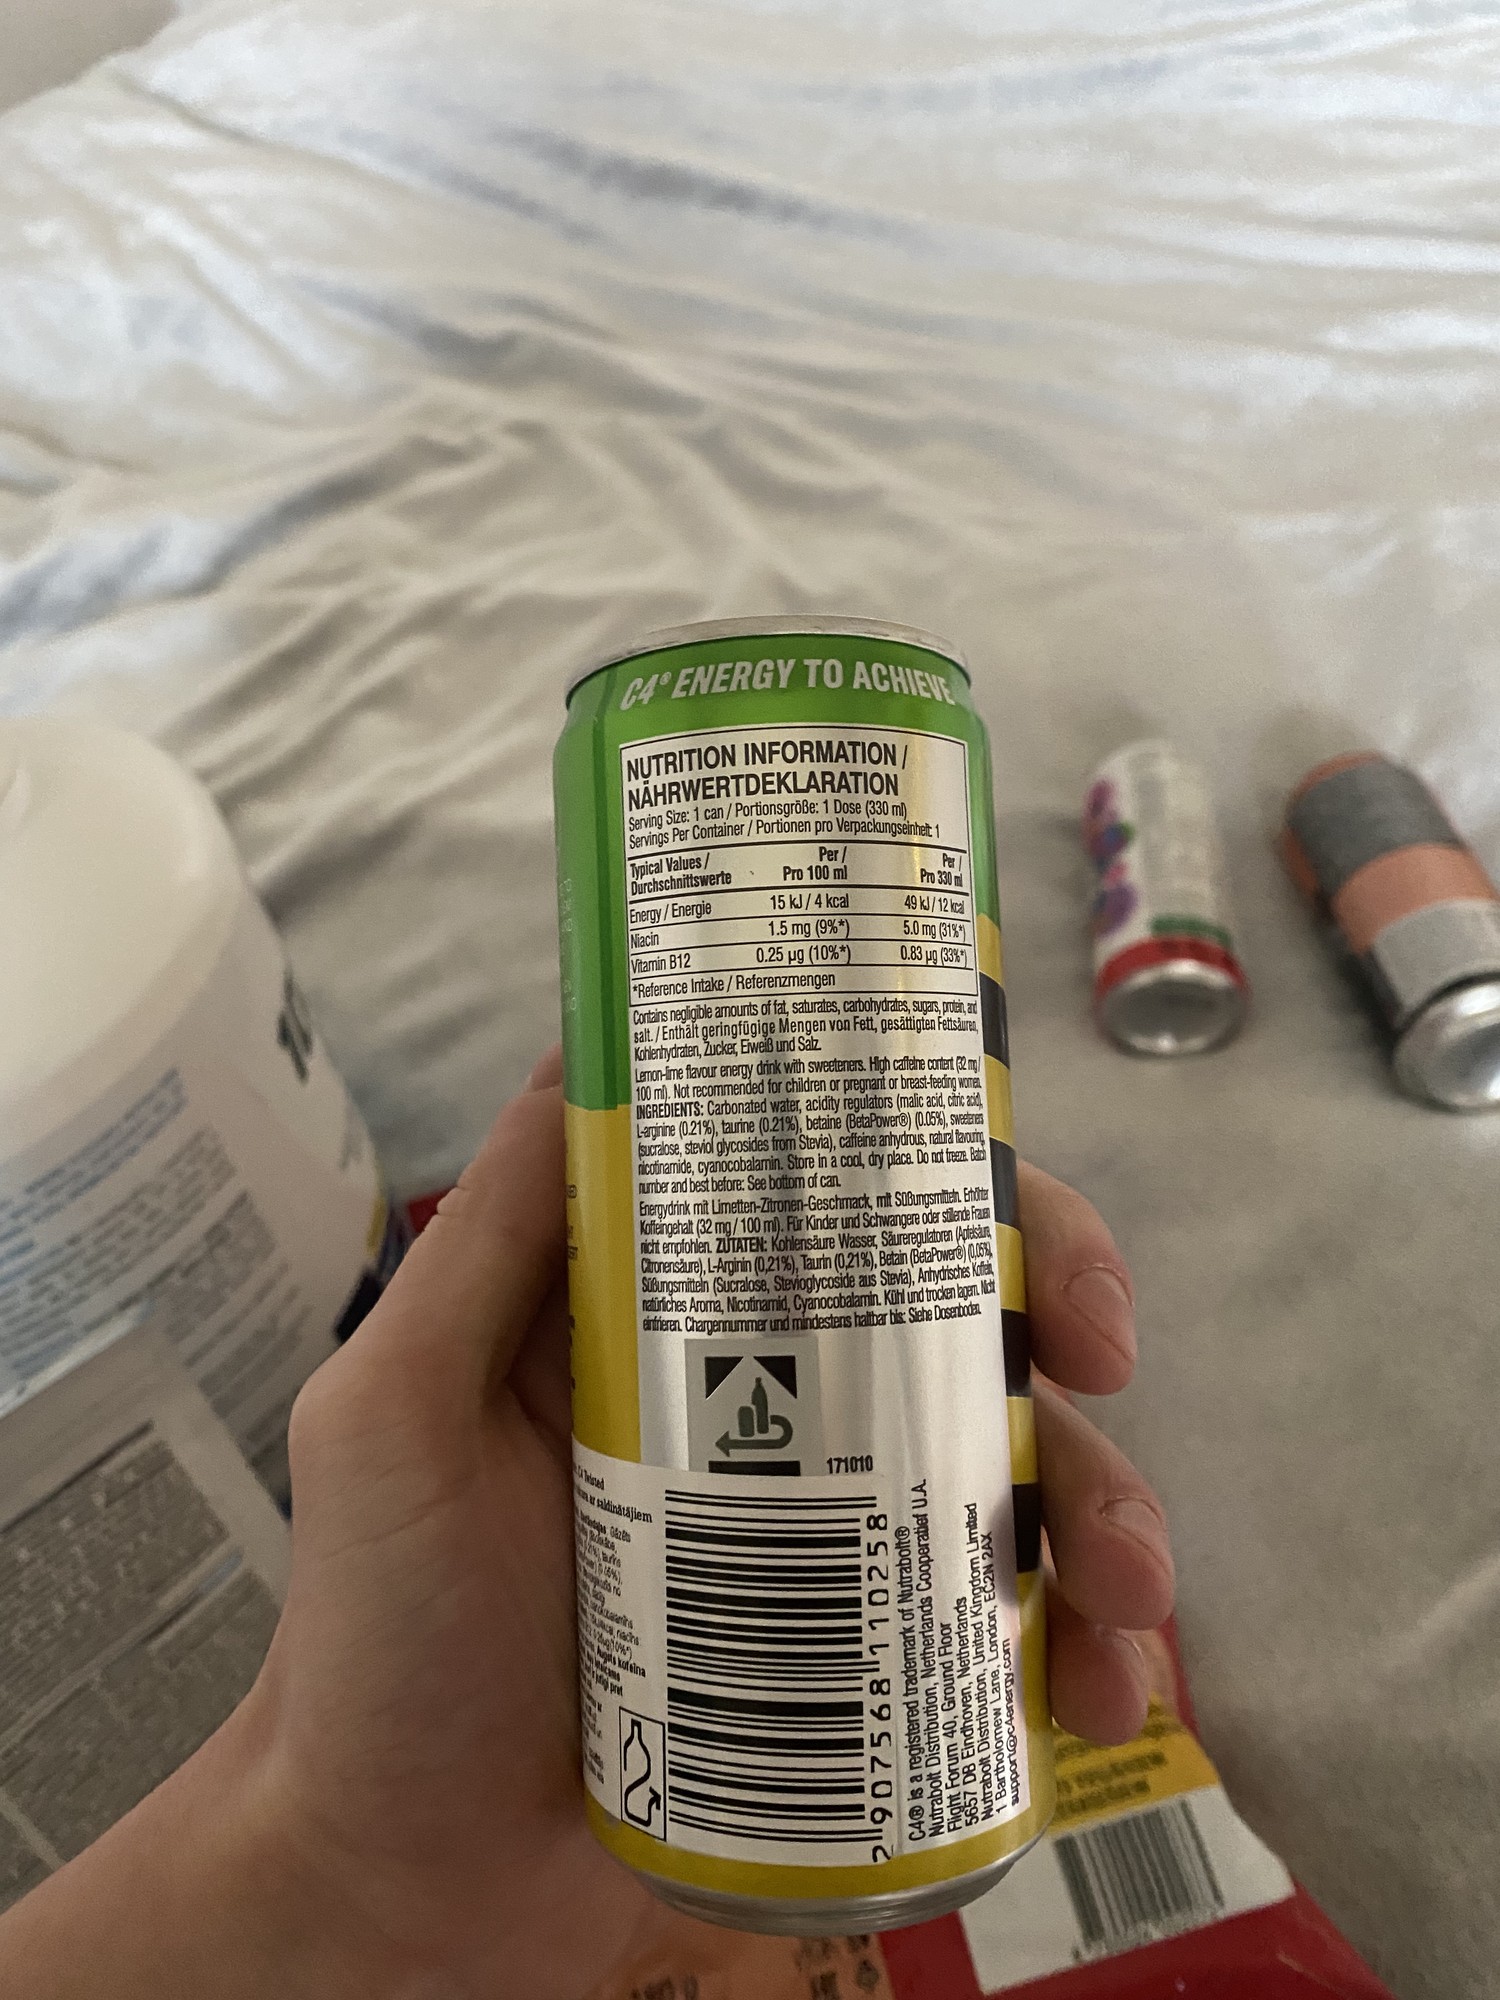 C4® ENERGY TO ACHIEVE
NUTRITION INFORMATION /
NÄHRWERTDEKLARATION
Serving Size: 1 can / Portionsgröße: 1 Dose (330 ml)
Servings Per Container / Portionen pro Verpackungseinheit: 1
Typical Values / Durchschnittswerte Per / Pro 100 ml Per / Pro 330 ml
Energy / Energie 15 kJ / 4 kcal 49 kJ / 12 kcal
Niacin 1.5 mg (9%*) 5.0 mg (31%*)
Vitamin B12 0.25 µg (10%*) 0.83 µg (33%*)
*Reference Intake / Referenzmengen
Contains negligible amounts of fat, saturates, carbohydrates, sugars, protein, and
salt. / Enthält geringfügige Mengen von Fett, gesättigten Fettsäuren,
Kohlenhydraten, Zucker, Eiweiß und Salz.
Lemon-lime flavour energy drink with sweeteners. High caffeine content (32 mg/
100 ml). Not recommended for children or pregnant or breast-feeding women.
INGREDIENTS: Carbonated water, acidity regulators (malic acid, citric acid),
L-arginine (0.21%), taurine (0.21%), betaine (BetaPower®) (0.05%), sweeteners
(sucralose, steviol glycosides from Stevia), caffeine anhydrous, natural flavouring,
nicotinamide, cyanocobalamin. Store in a cool, dry place. Do not freeze. Batch
number and best before: See bottom of can.
Energydrink mit Limetten-Zitronen-Geschmack, mit Süßungsmitteln. Erhöhter
Koffeingehalt (32 mg / 100 ml). Für Kinder und Schwangere oder stillende Frauen
nicht empfohlen. ZUTATEN: Kohlensäure Wasser, Säureregulatoren (Apfelsäure,
Citronensäure), L-Arginin (0,21%), Taurin (0,21%), Betain (BetaPower®) (0,05%),
Süßungsmitteln (Sucralose, Stevioglycoside aus Stevia), Anhydrisches Koffein,
natürliches Aroma, Nicotinamid, Cyanocobalamin. Kühl und trocken lagern. Nicht
einfrieren. Chargennummer und mindestens haltbar bis: Siehe Dosenboden.
171010
C4 Twisted
ar saldinātājiem
Gāzēts
kofeīna
2 907568 110258
C4® is a registered trademark of Nutrabolt®
Nutrabolt Distribution, Netherlands Cooperatief U.A.
Flight Forum 40, Ground Floor
5657 DB Eindhoven, Netherlands
Nutrabolt Distribution, United Kingdom Limited
1 Bartholomew Lane, London, EC2N 2AX
support@c4energy.com